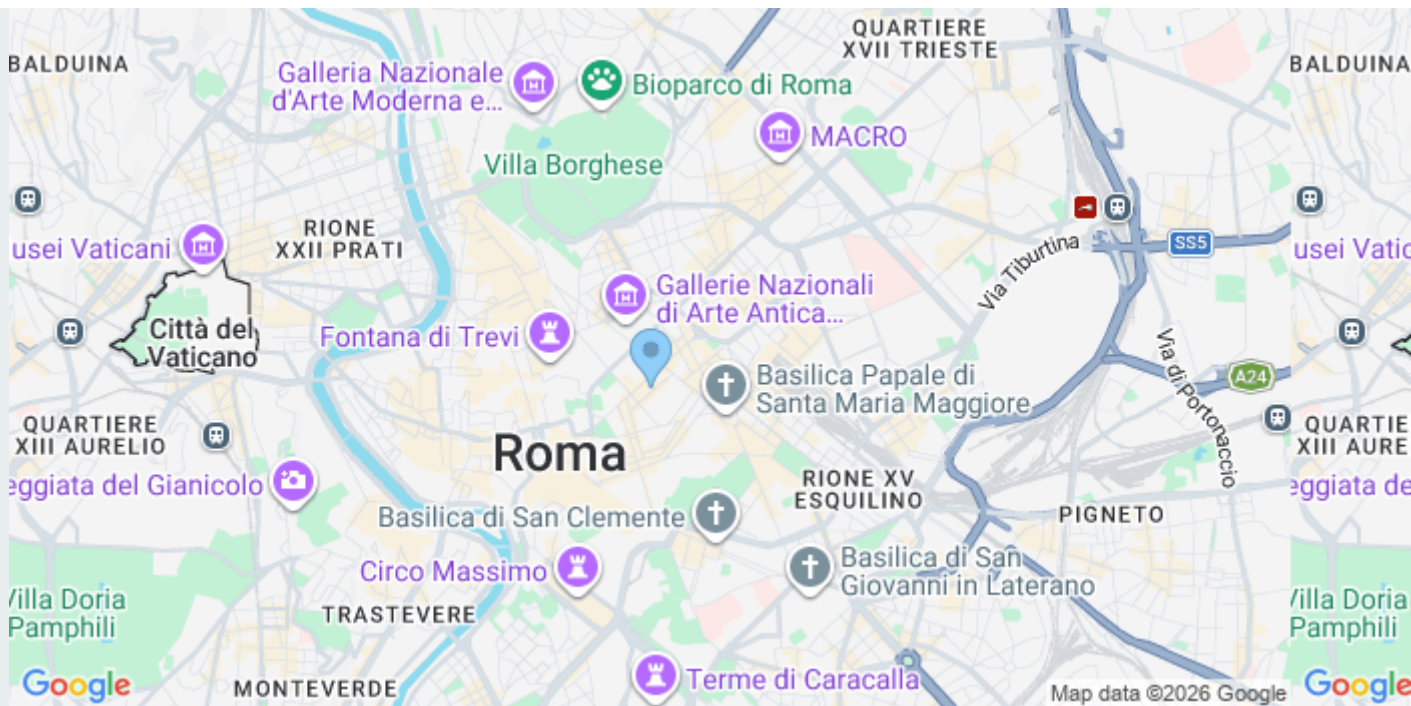 QUARTIERE
XVII TRIESTE
BALDUINA
BALDUINA
Galleria Nazionale
d'Arte Moderna e...
Bioparco di Roma
MACRO
Villa Borghese
RIONE
XXII PRATI
usei Vaticani
usei Vatic
Via Tiburtina
SS5
Gallerie Nazionali
di Arte Antica...
Fontana di Trevi
Città del
Vaticano
Via di Portonaccio
A24
Basilica Papale di
Santa Maria Maggiore
QUARTIERE
XIII AURELIO
QUARTIE
XIII AURE
Roma
eggiata del Gianicolo
eggiata de
RIONE XV
ESQUILINO
PIGNETO
Basilica di San Clemente
Circo Massimo
Basilica di San
Giovanni in Laterano
Villa Doria
Pamphili
Villa Doria
Pamphili
TRASTEVERE
Google
MONTEVERDE
Terme di Caracalla
Map data ©2026 Google
Google